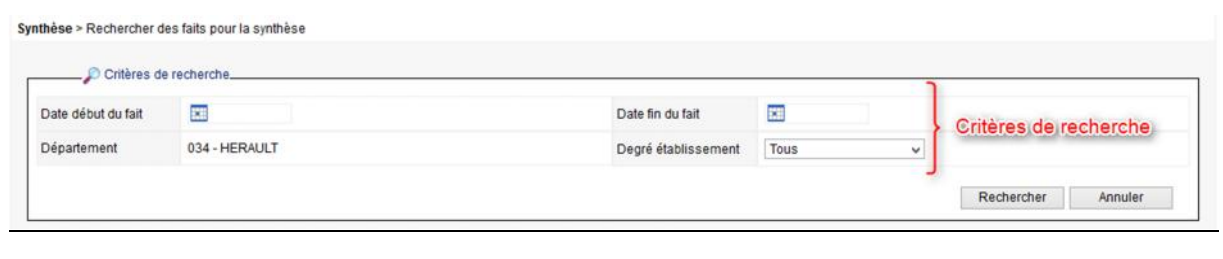 Synthèse > Rechercher des faits pour la synthèse
Critères de recherche
Date début du fait Date fin du fait
Critères de recherche
Département 034 - HERAULT Degré établissement Tous
Rechercher Annuler